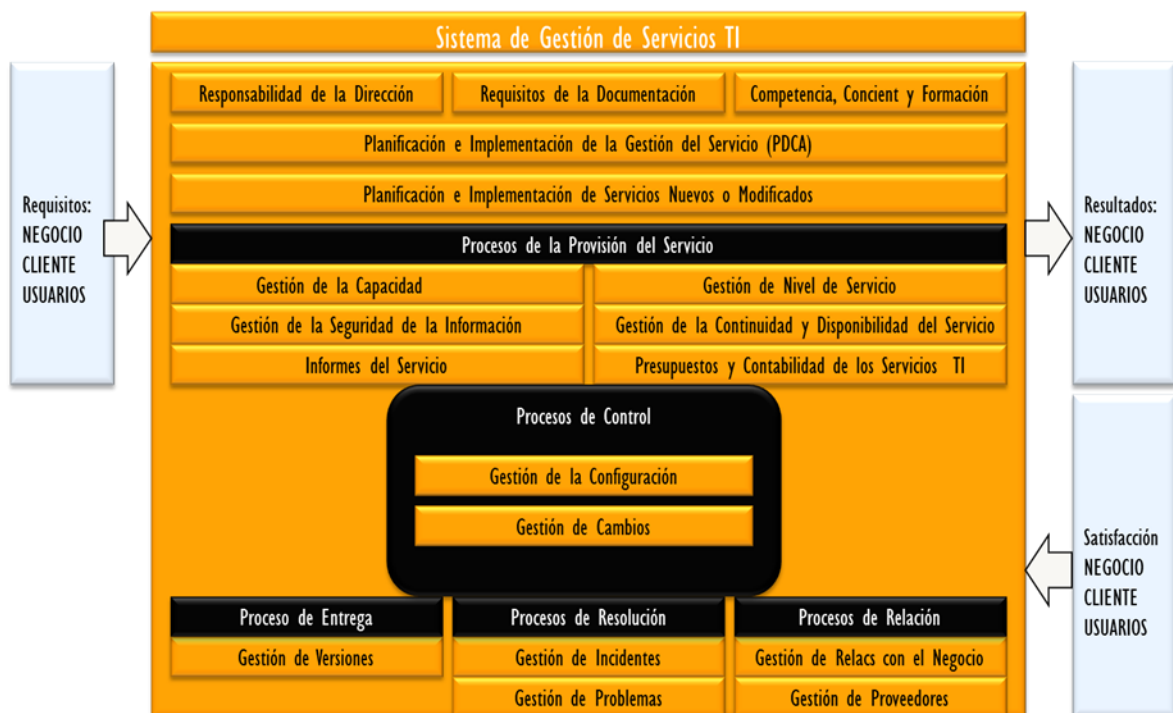 Sistema de Gestión de Servicios TI
Responsabilidad de la Dirección
Requisitos de la Documentación
Competencia, Concient y Formación
Planificación e Implementación de la Gestión del Servicio (PDCA)
Planificación e Implementación de Servicios Nuevos o Modificados
Requisitos:
NEGOCIO
CLIENTE
USUARIOS
Procesos de la Provisión del Servicio
Gestión de la Capacidad
Gestión de Nivel de Servicio
Gestión de la Seguridad de la Información
Gestión de la Continuidad y Disponibilidad del Servicio
Informes del Servicio
Presupuestos y Contabilidad de los Servicios TI
Resultados:
NEGOCIO
CLIENTE
USUARIOS
Procesos de Control
Gestión de la Configuración
Gestión de Cambios
Satisfacción
NEGOCIO
CLIENTE
USUARIOS
Proceso de Entrega
Gestión de Versiones
Procesos de Resolución
Gestión de Incidentes
Gestión de Problemas
Procesos de Relación
Gestión de Relacs con el Negocio
Gestión de Proveedores